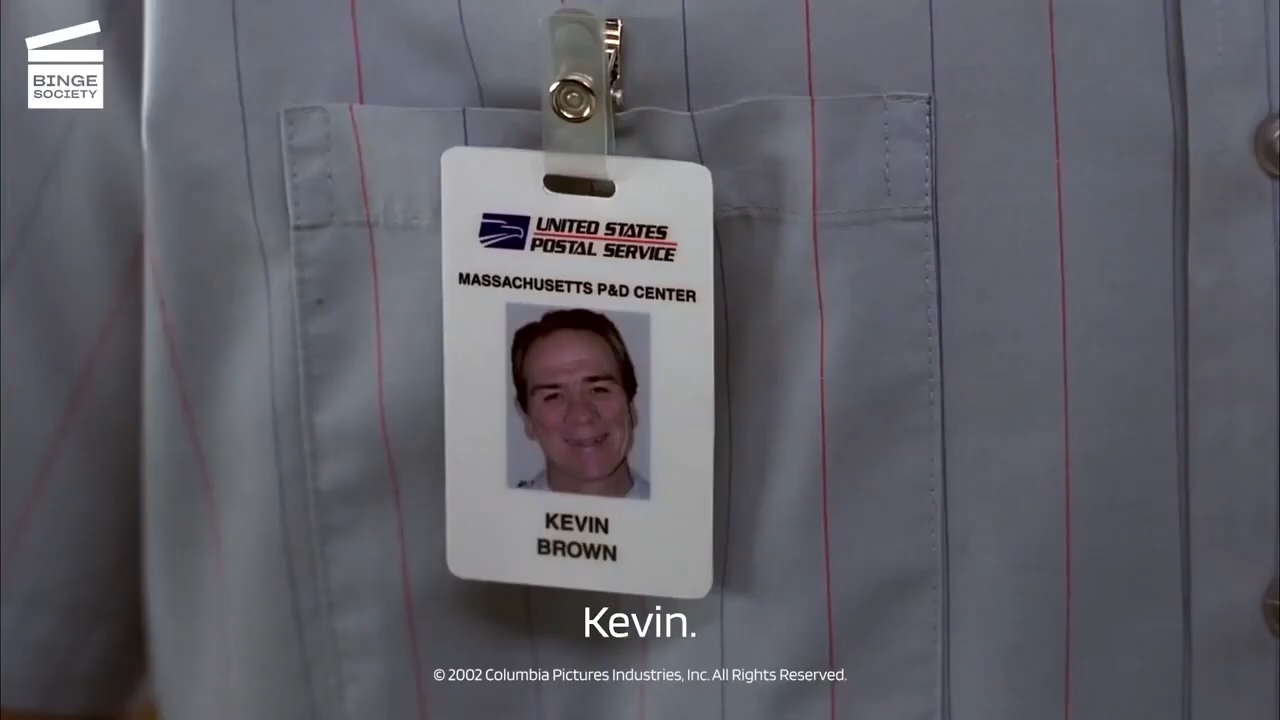 BINGE
SOCIETY
UNITED STATES
POSTAL SERVICE
MASSACHUSETTS P&D CENTER
KEVIN
BROWN
Kevin.
© 2002 Columbia Pictures Industries, Inc. All Rights Reserved.